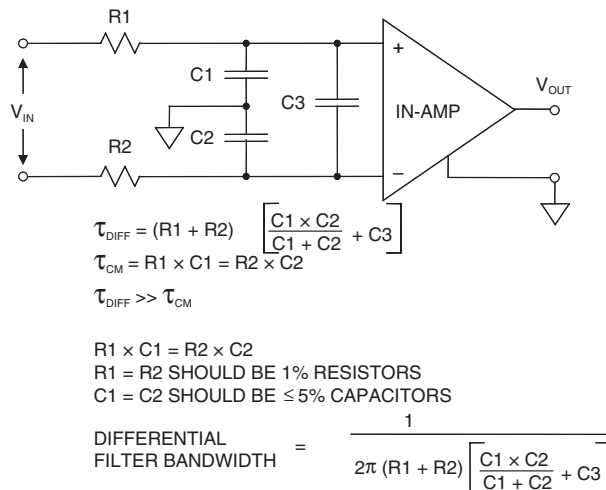 R1
C1
V_IN
C2
R2
C3
+
IN-AMP
−
V_OUT
τ_DIFF = (R1 + R2) [C1 × C2 / C1 + C2 + C3]
τ_CM = R1 × C1 = R2 × C2
τ_DIFF >> τ_CM
R1 × C1 = R2 × C2
R1 = R2 SHOULD BE 1% RESISTORS
C1 = C2 SHOULD BE ≤ 5% CAPACITORS
DIFFERENTIAL
FILTER BANDWIDTH = 1 / 2π (R1 + R2) [C1 × C2 / C1 + C2 + C3]